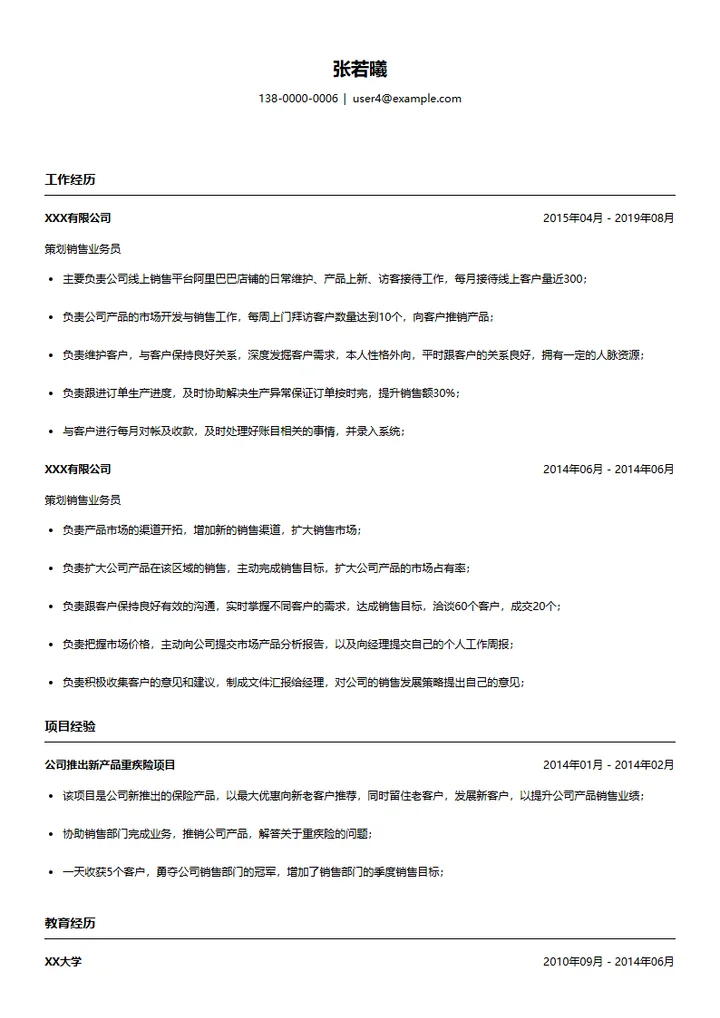 张若曦
138-0000-0006 | user4@example.com
工作经历
XXX有限公司 2015年04月 - 2019年08月
策划销售业务员
• 主要负责公司线上销售平台阿里巴巴店铺的日常维护、产品上新、访客接待工作，每月接待线上客户量近300；
• 负责公司产品的市场开发与销售工作，每周上门拜访客户数量达到10个，向客户推销产品；
• 负责维护客户，与客户保持良好关系，深度发掘客户需求，本人性格外向，平时跟客户的关系良好，拥有一定的人脉资源；
• 负责跟进订单生产进度，及时协助解决生产异常保证订单按时完，提升销售额30%；
• 与客户进行每月对帐及收款，及时处理好账目相关的事情，并录入系统；
XXX有限公司 2014年06月 - 2014年06月
策划销售业务员
• 负责产品市场的渠道开拓，增加新的销售渠道，扩大销售市场；
• 负责扩大公司产品在该区域的销售，主动完成销售目标，扩大公司产品的市场占有率；
• 负责跟客户保持良好有效的沟通，实时掌握不同客户的需求，达成销售目标，洽谈60个客户，成交20个；
• 负责把握市场价格，主动向公司提交市场产品分析报告，以及向经理提交自己的个人工作周报；
• 负责积极收集客户的意见和建议，制成文件汇报给经理，对公司的销售发展策略提出自己的意见；
项目经验
公司推出新产品重疾险项目 2014年01月 - 2014年02月
• 该项目是公司新推出的保险产品，以最大优惠向新老客户推荐，同时留住老客户，发展新客户，以提升公司产品销售业绩；
• 协助销售部门完成业务，推销公司产品，解答关于重疾险的问题；
• 一天收获5个客户，勇夺公司销售部门的冠军，增加了销售部门的季度销售目标；
教育经历
XX大学 2010年09月 - 2014年06月